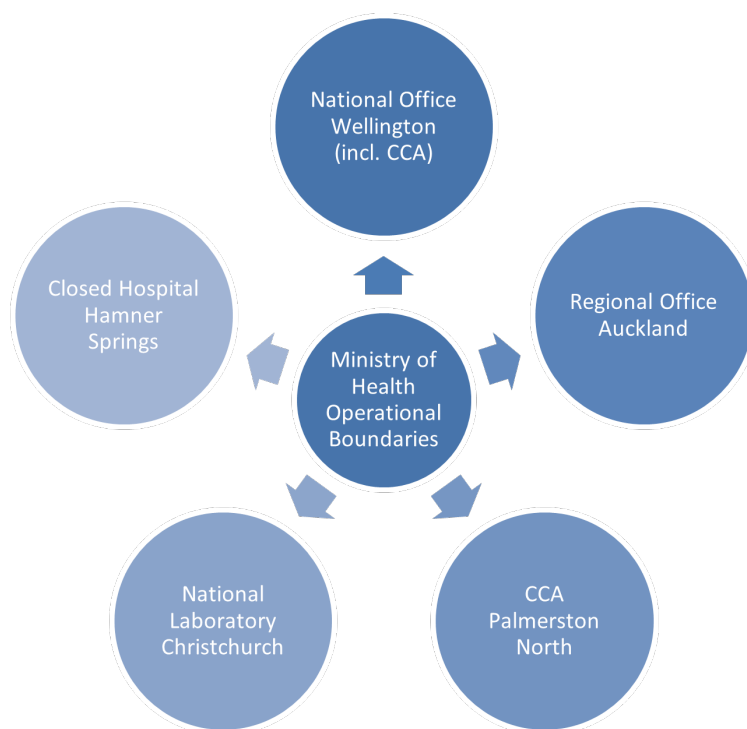 National Office
Wellington
(incl. CCA)
Closed Hospital
Hamner
Springs
Regional Office
Auckland
Ministry of
Health
Operational
Boundaries
National
Laboratory
Christchurch
CCA
Palmerston
North